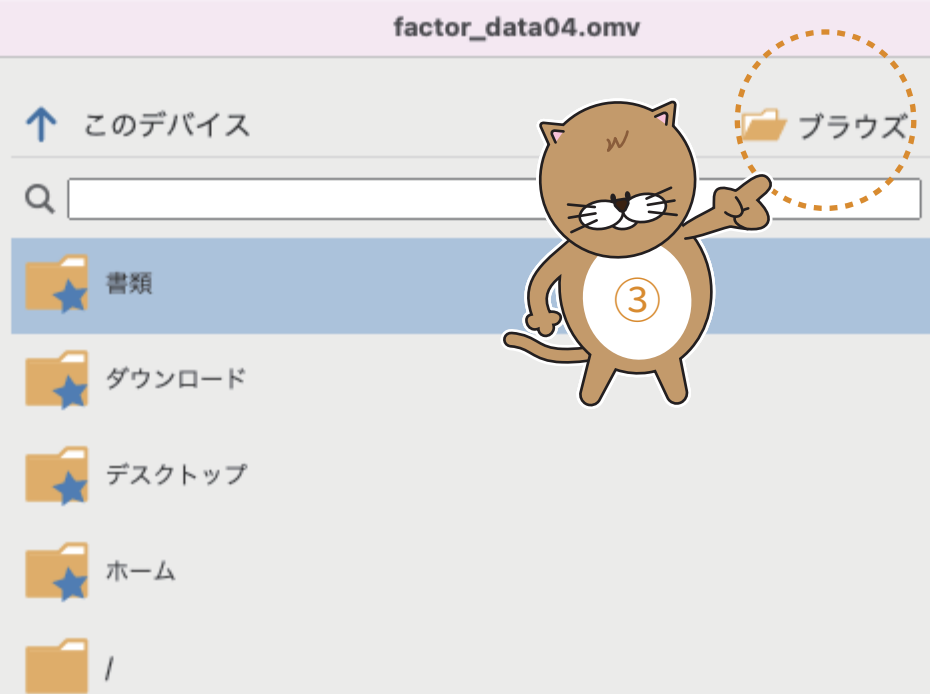 factor_data04.omv
このデバイス
ブラウズ
③
書類
ダウンロード
デスクトップ
ホーム
/